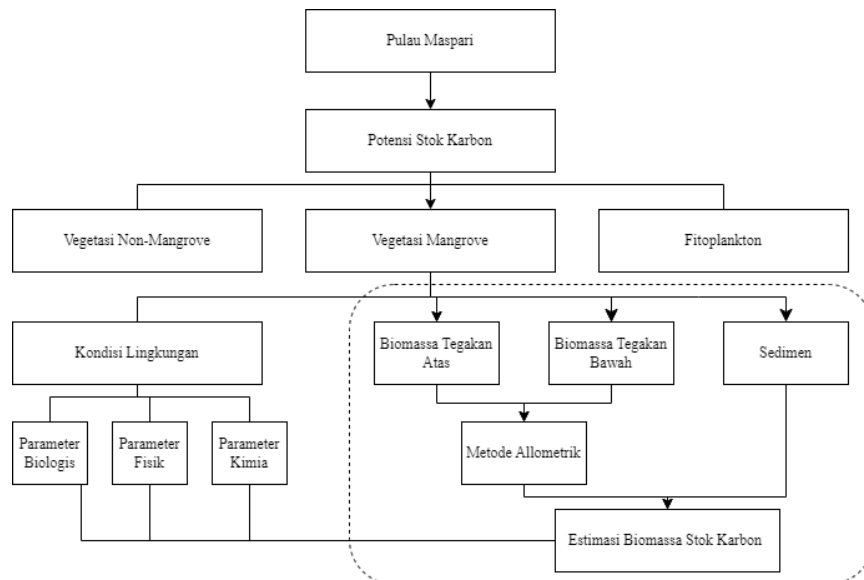 Pulau Maspari
Potensi Stok Karbon
Vegetasi Non-Mangrove
Vegetasi Mangrove
Fitoplankton
Kondisi Lingkungan
Biomassa Tegakan
Atas
Biomassa Tegakan
Bawah
Sedimen
Parameter
Biologis
Parameter
Fisik
Parameter
Kimia
Metode Allometrik
Estimasi Biomassa Stok Karbon